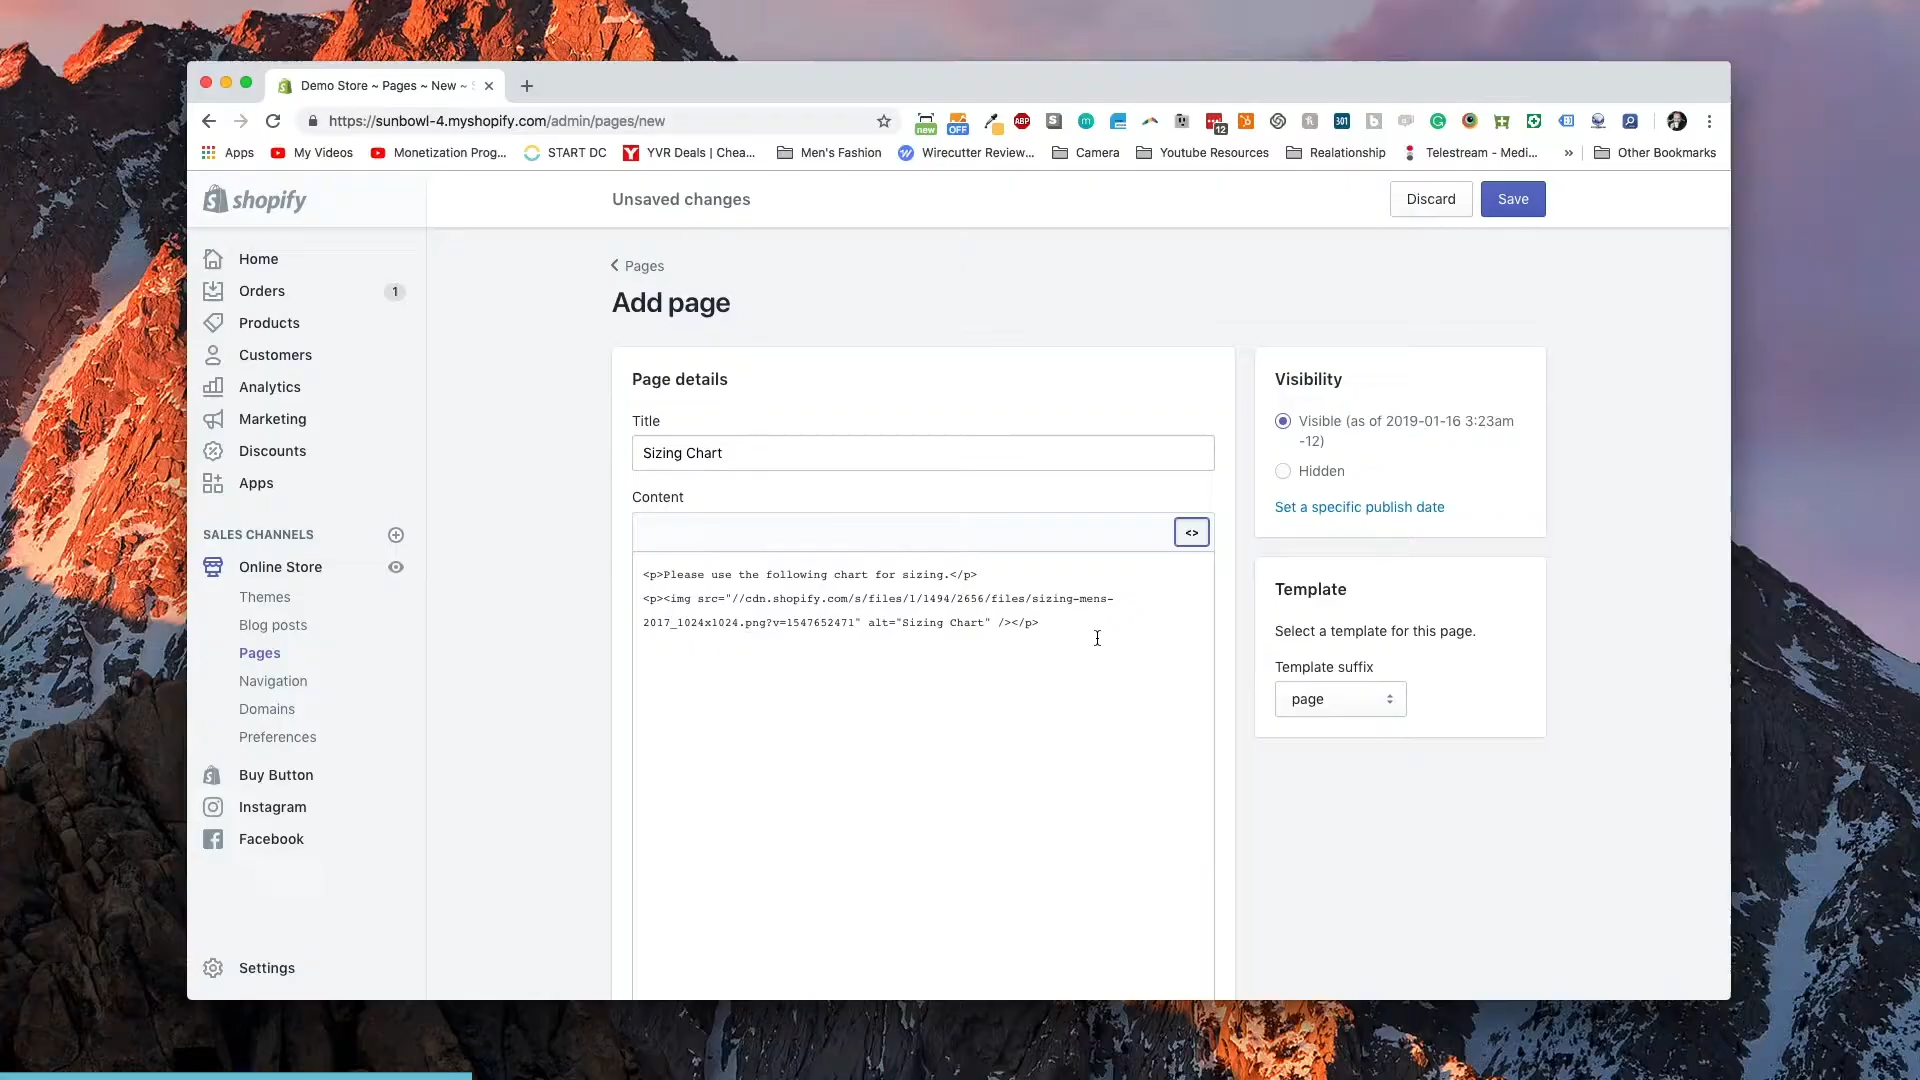 Demo Store ~ Pages ~ New ~
https://sunbowl-4.myshopify.com/admin/pages/new
new
OFF
ABP
12
301
Apps
My Videos
Monetization Prog...
START DC
YVR Deals | Chea...
Men's Fashion
Wirecutter Review...
Camera
Youtube Resources
Realationship
Telestream - Medi...
»
Other Bookmarks
shopify
Unsaved changes
Discard
Save
Home
Orders
1
Products
Customers
Analytics
Marketing
Discounts
Apps
SALES CHANNELS
Online Store
Themes
Blog posts
Pages
Navigation
Domains
Preferences
Buy Button
Instagram
Facebook
Settings
Pages
Add page
Page details
Title
Sizing Chart
Content
<>
<p>Please use the following chart for sizing.</p>
<p><img src="//cdn.shopify.com/s/files/1/1494/2656/files/sizing-mens-
2017_1024x1024.png?v=1547652471" alt="Sizing Chart" /></p>
Visibility
Visible (as of 2019-01-16 3:23am
-12)
Hidden
Set a specific publish date
Template
Select a template for this page.
Template suffix
page